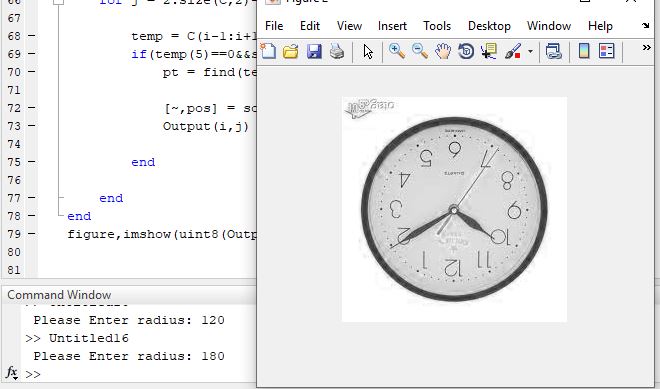 66
for j = 2:size(C,2)-
67
68 temp = C(i-1:i+1
69 if(temp(5)==0&&s
70 pt = find(te
71
72 [~,pos] = so
73 Output(i,j)
74
75 end
76
77 end
78 end
79 figure,imshow(uint8(Outp
80
81
Command Window
Please Enter radius: 120
>> Untitled16
Please Enter radius: 180
fx >>
File Edit View Insert Tools Desktop Window Help
6
5 7
4 8
3 9
2 10
1 11
12
QUARTZ